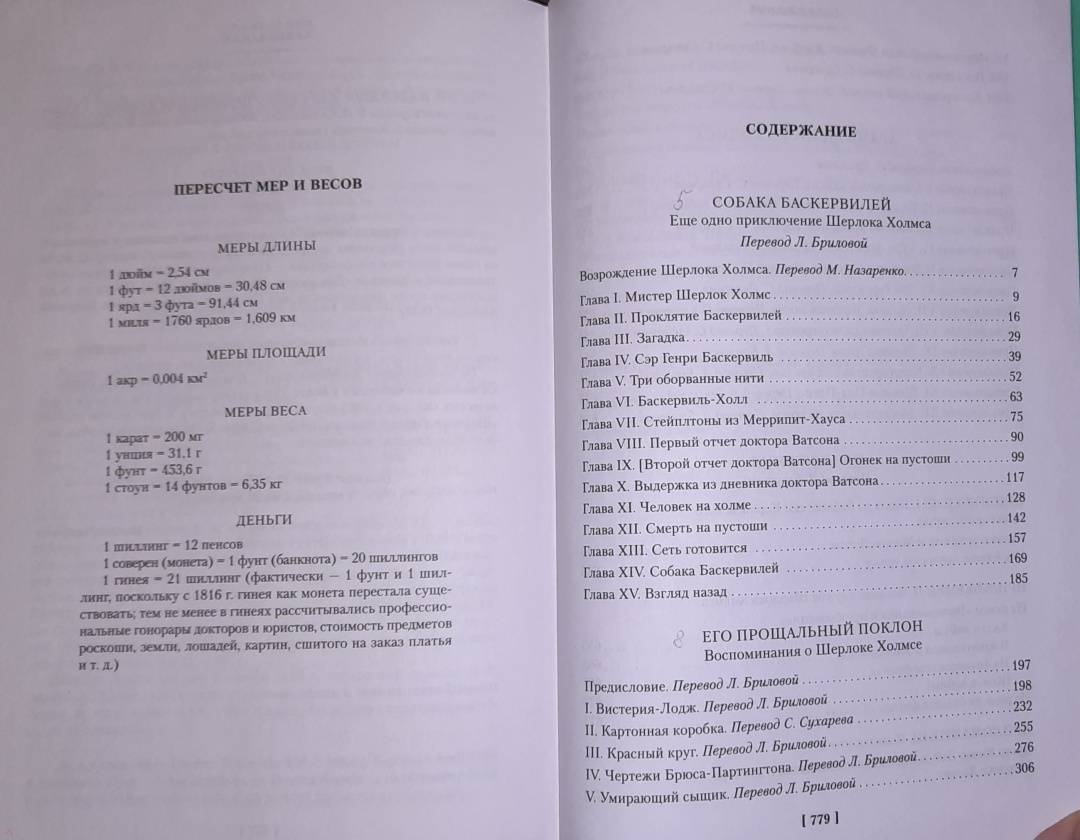 ПЕРЕСЧЕТ МЕР И ВЕСОВ
МЕРЫ ДЛИНЫ
1 дюйм = 2,54 см
1 фут = 12 дюймов = 30,48 см
1 ярд = 3 фута = 91,44 см
1 миля = 1760 ярдов = 1,609 км
МЕРЫ ПЛОЩАДИ
1 акр = 0,004 км²
МЕРЫ ВЕСА
1 карат = 200 мг
1 унция = 31,1 г
1 фунт = 453,6 г
1 стоун = 14 фунтов = 6,35 кг
ДЕНЬГИ
1 шиллинг = 12 пенсов
1 соверен (монета) = 1 фунт (банкнота) = 20 шиллингов
1 гинея = 21 шиллинг (фактически — 1 фунт и 1 шил-
линг, поскольку с 1816 г. гинея как монета перестала суще-
ствовать; тем не менее в гинеях рассчитывались профессио-
нальные гонорары докторов и юристов, стоимость предметов
роскоши, земли, лошадей, картин, сшитого на заказ платья
и т. д.)
СОДЕРЖАНИЕ
5 СОБАКА БАСКЕРВИЛЕЙ
Еще одно приключение Шерлока Холмса
Перевод Л. Бриловой
Возрождение Шерлока Холмса. Перевод М. Назаренко. 7
Глава I. Мистер Шерлок Холмс 9
Глава II. Проклятие Баскервилей 16
Глава III. Загадка 29
Глава IV. Сэр Генри Баскервиль 39
Глава V. Три оборванные нити 52
Глава VI. Баскервиль-Холл 63
Глава VII. Стейплтоны из Меррипит-Хауса 75
Глава VIII. Первый отчет доктора Ватсона 90
Глава IX. [Второй отчет доктора Ватсона] Огонек на пустоши 99
Глава X. Выдержка из дневника доктора Ватсона 117
Глава XI. Человек на холме 128
Глава XII. Смерть на пустоши 142
Глава XIII. Сеть готовится 157
Глава XIV. Собака Баскервилей 169
Глава XV. Взгляд назад 185
8 ЕГО ПРОЩАЛЬНЫЙ ПОКЛОН
Воспоминания о Шерлоке Холмсе
Предисловие. Перевод Л. Бриловой 197
I. Вистерия-Лодж. Перевод Л. Бриловой 198
II. Картонная коробка. Перевод С. Сухарева 232
III. Красный круг. Перевод Л. Бриловой 255
IV. Чертежи Брюса-Партингтона. Перевод Л. Бриловой 276
V. Умирающий сыщик. Перевод Л. Бриловой 306
[ 779 ]